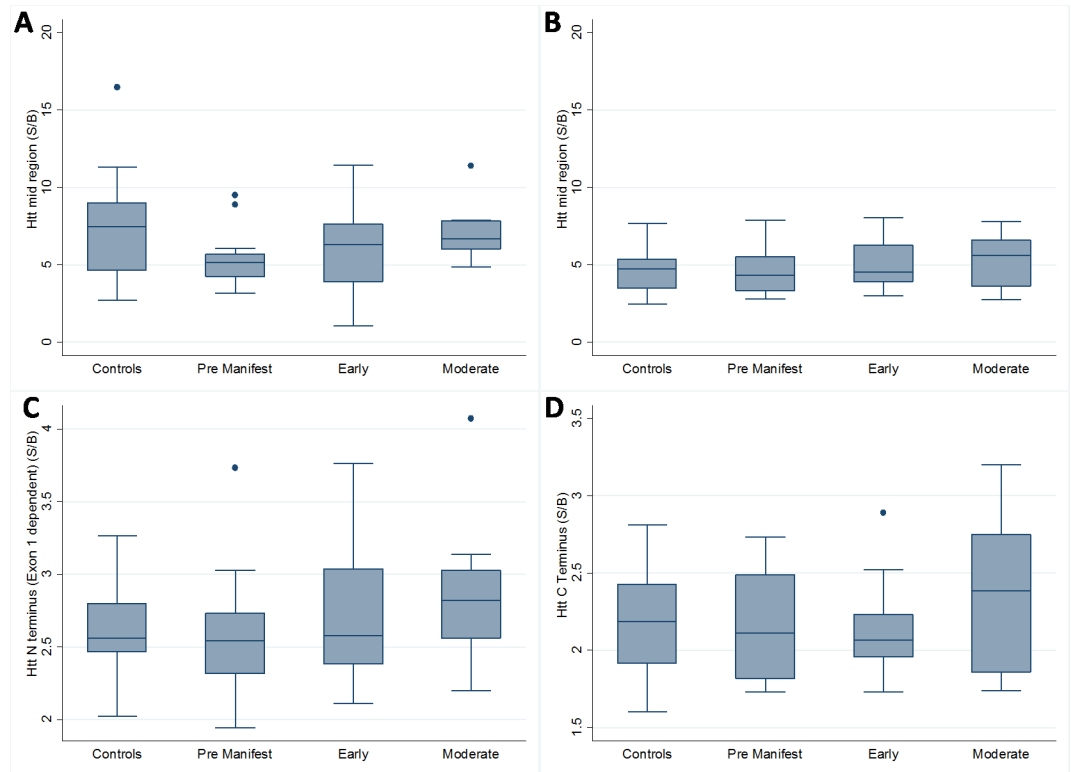 A
Htt mid region (S/B)
20
15
10
5
0
Controls Pre Manifest Early Moderate
B
Htt mid region (S/B)
20
15
10
5
0
Controls Pre Manifest Early Moderate
C
Htt N terminus (Exon 1 dependent) (S/B)
4
3.5
3
2.5
2
Controls Pre Manifest Early Moderate
D
Htt C Terminus (S/B)
3.5
3
2.5
2
1.5
Controls Pre Manifest Early Moderate